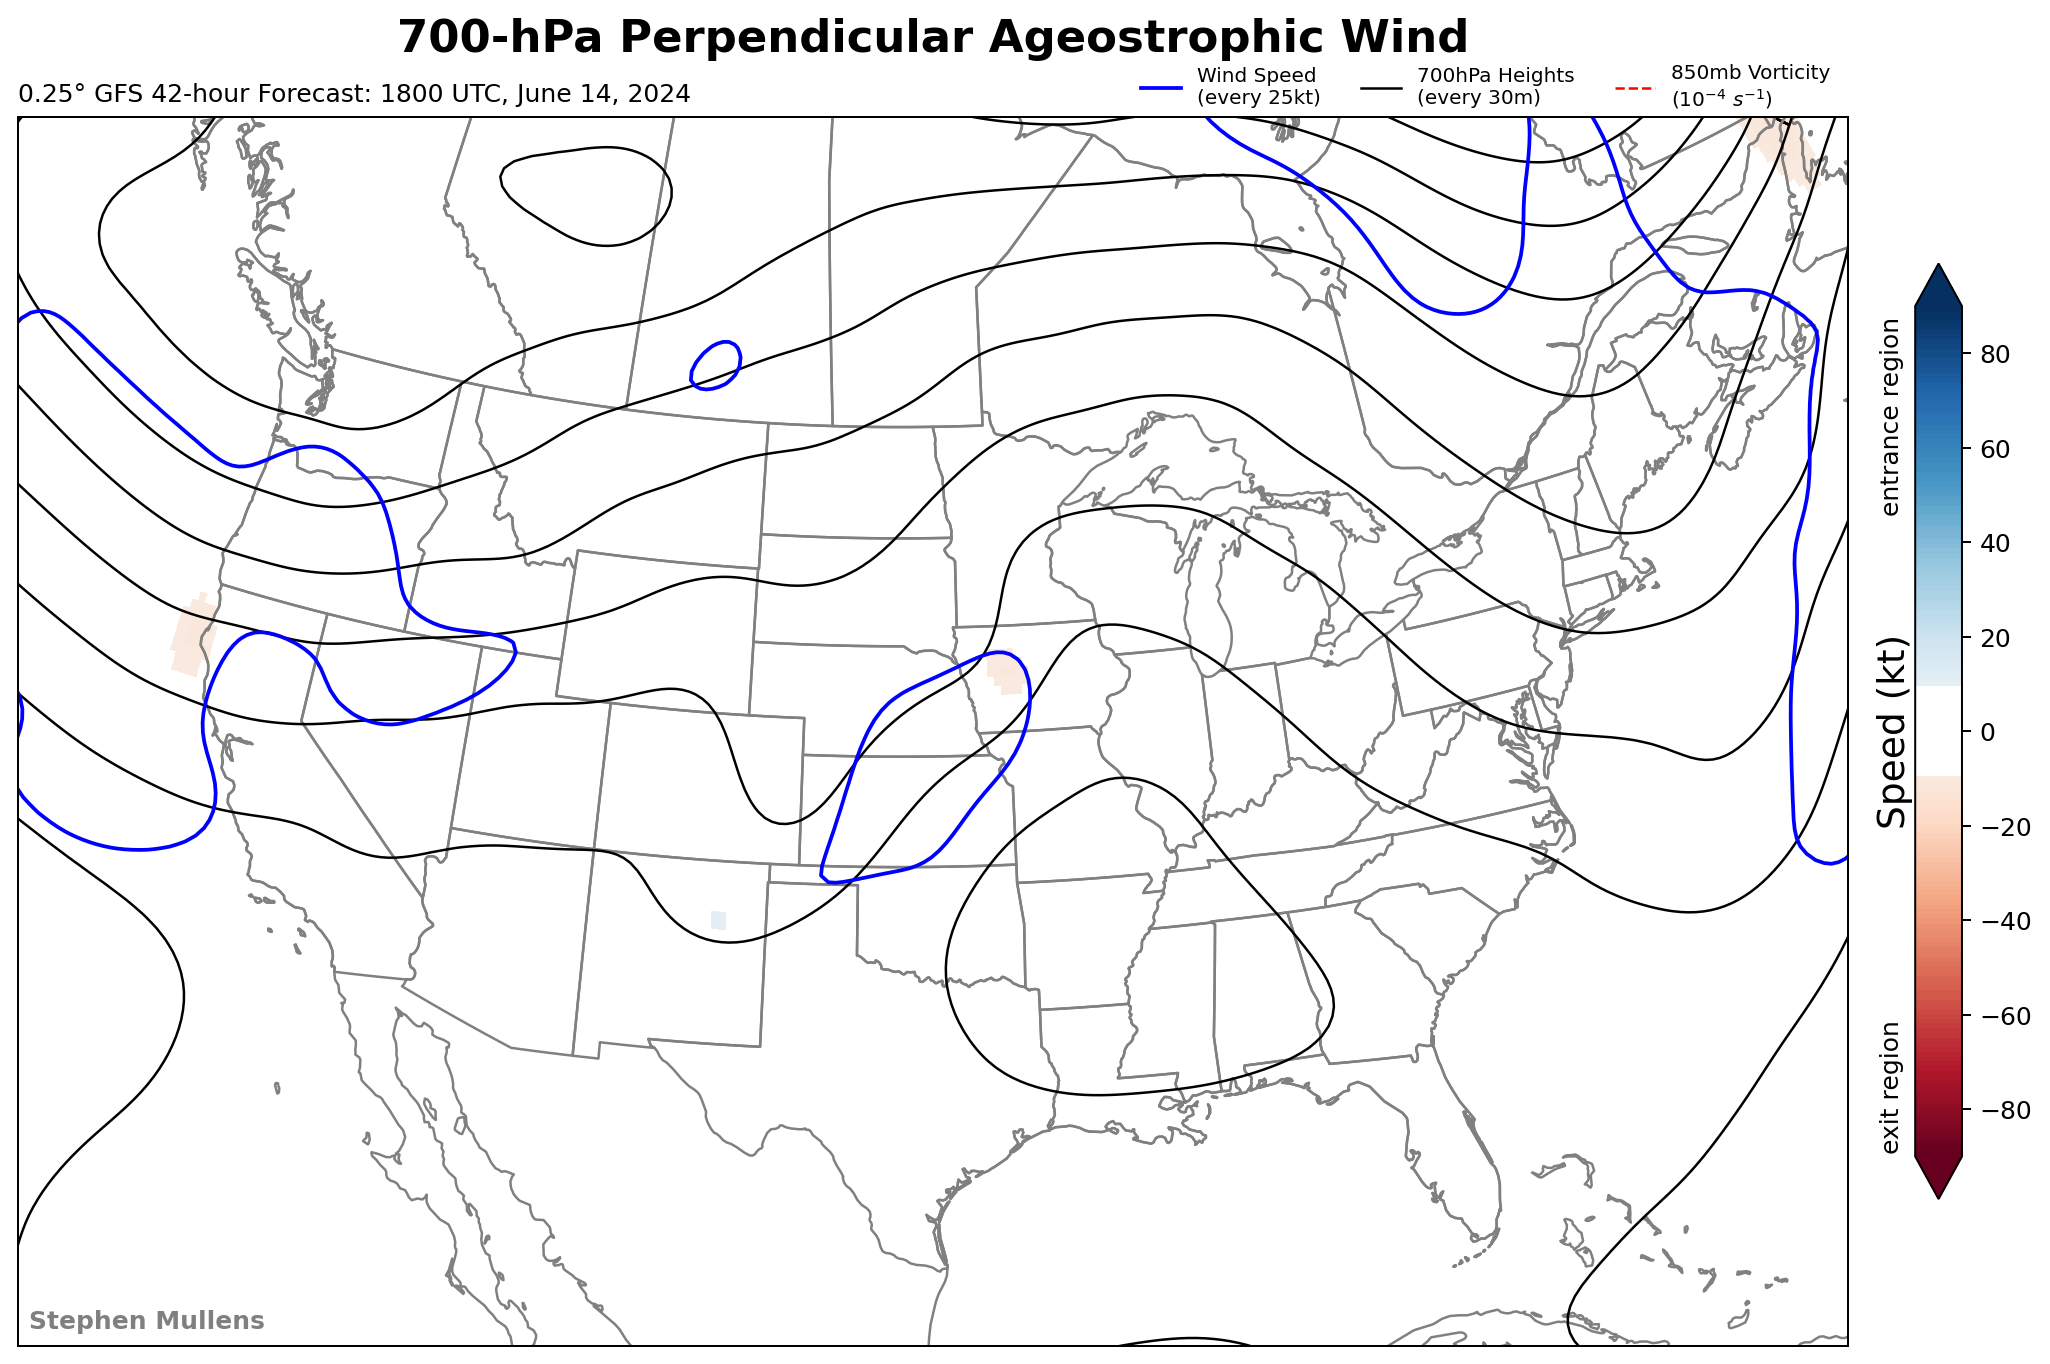 700-hPa Perpendicular Ageostrophic Wind
0.25° GFS 42-hour Forecast: 1800 UTC, June 14, 2024
Wind Speed
(every 25kt)
700hPa Heights
(every 30m)
850mb Vorticity
(10⁻⁴ s⁻¹)
entrance region
Speed (kt)
exit region
80
60
40
20
0
−20
−40
−60
−80
Stephen Mullens